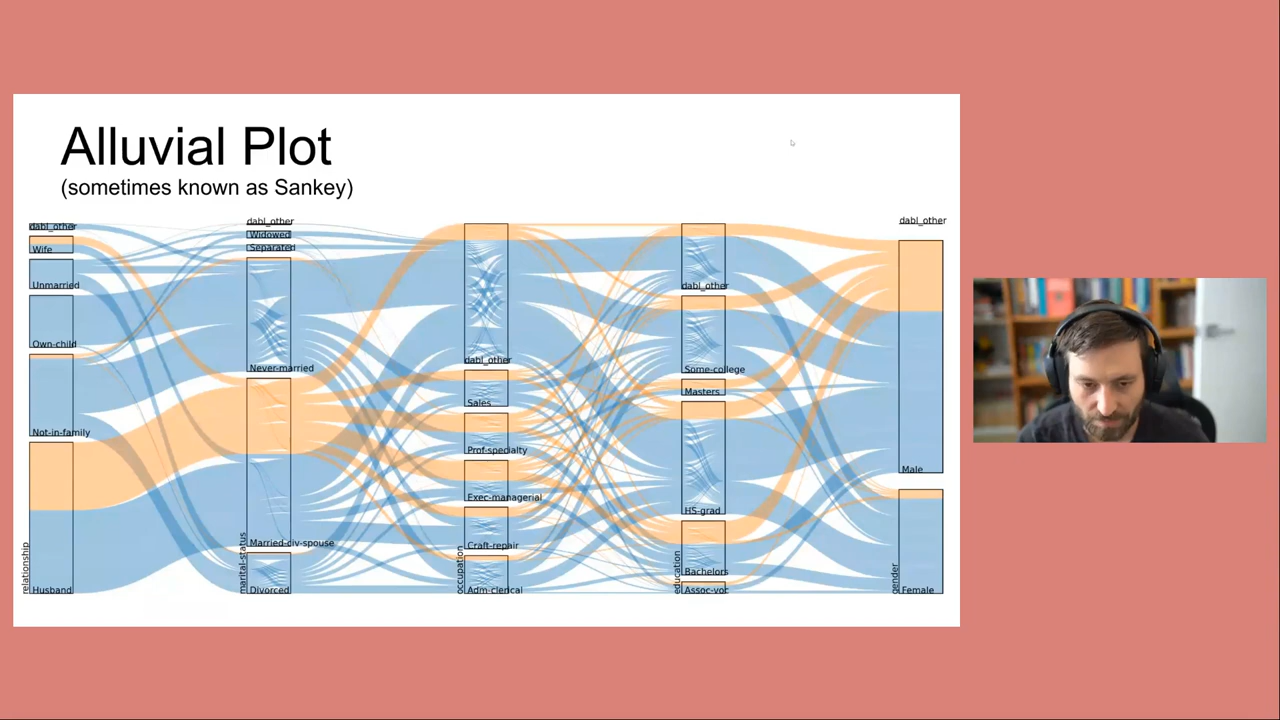 Alluvial Plot
(sometimes known as Sankey)
dabl_other
Wife
Unmarried
Own-child
Not-in-family
Husband
relationship
dabl_other
Widowed
Separated
Never-married
Married-civ-spouse
Divorced
marital-status
dabl_other
Sales
Prof-specialty
Exec-managerial
Craft-repair
Adm-clerical
occupation
dabl_other
Some-college
Masters
HS-grad
Bachelors
Assoc-voc
education
dabl_other
Male
Female
gender